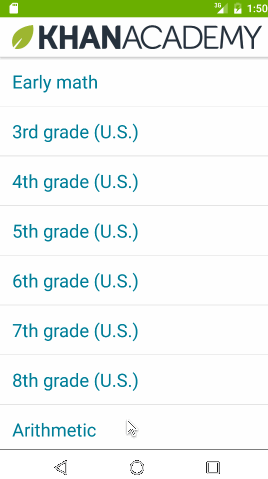 3G 1:50
KHANACADEMY
Early math
3rd grade (U.S.)
4th grade (U.S.)
5th grade (U.S.)
6th grade (U.S.)
7th grade (U.S.)
8th grade (U.S.)
Arithmetic